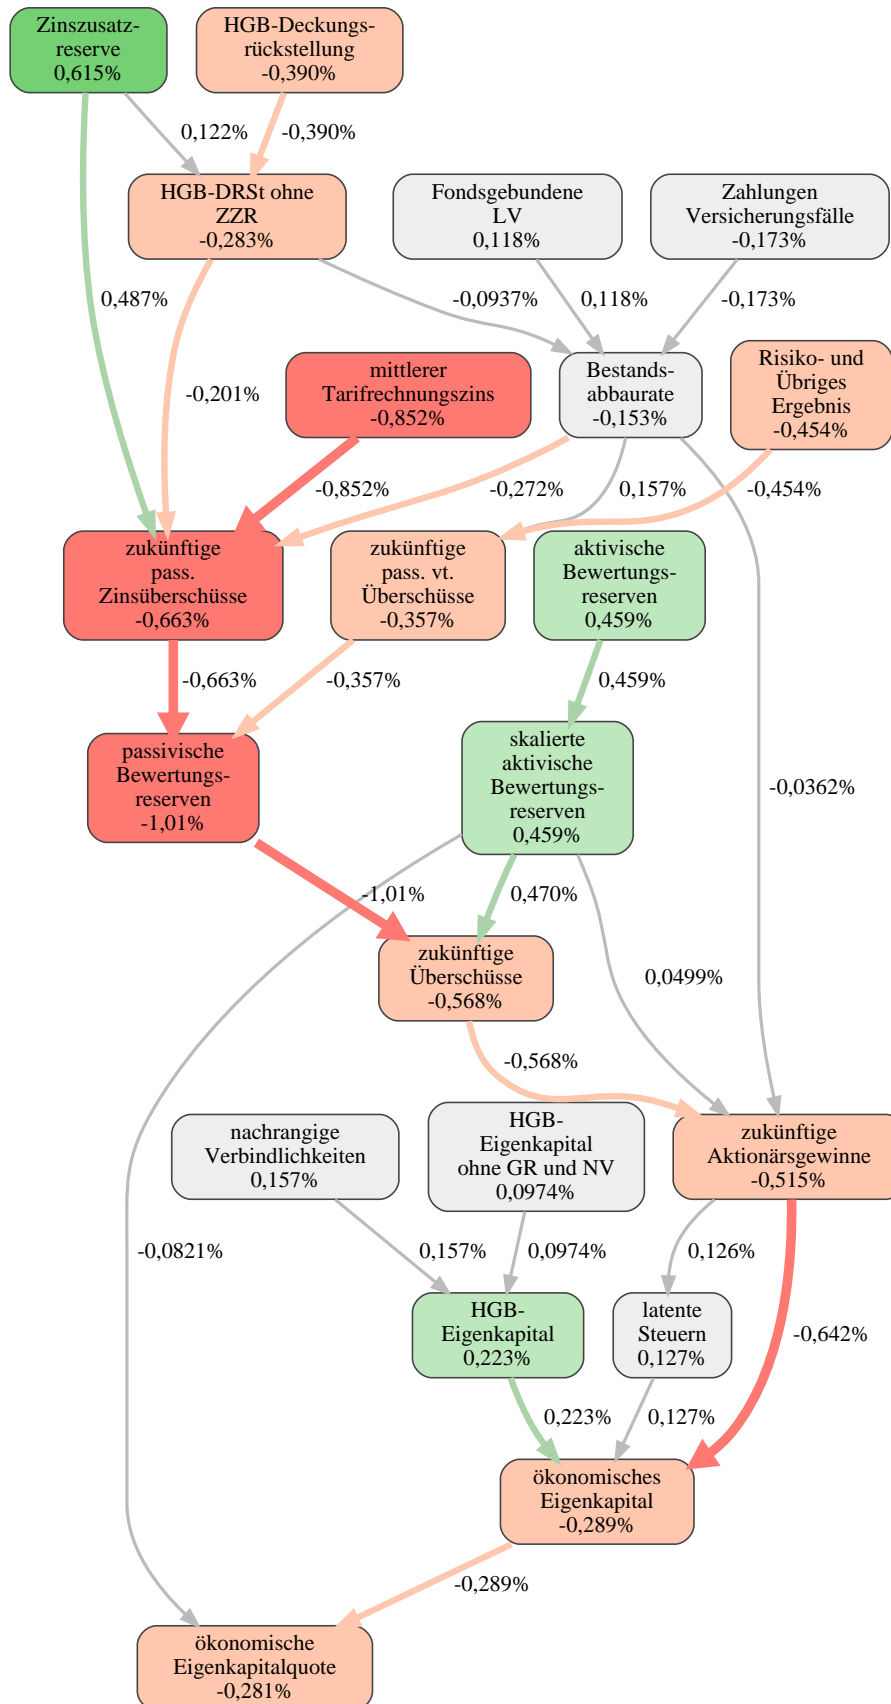 Zinszusatz-
reserve
0,615%
HGB-Deckungs-
rückstellung
-0,390%
0,122%
-0,390%
HGB-DRSt ohne
ZZR
-0,283%
Fondsgebundene
LV
0,118%
Zahlungen
Versicherungsfälle
-0,173%
0,487%
-0,0937%
0,118%
-0,173%
mittlerer
Tarifrechnungszins
-0,852%
Bestands-
abbaurate
-0,153%
Risiko- und
Übriges
Ergebnis
-0,454%
-0,201%
-0,852%
-0,272%
0,157%
-0,454%
zukünftige
pass.
Zinsüberschüsse
-0,663%
zukünftige
pass. vt.
Überschüsse
-0,357%
aktivische
Bewertungs-
reserven
0,459%
-0,663%
-0,357%
0,459%
passivische
Bewertungs-
reserven
-1,01%
skalierte
aktivische
Bewertungs-
reserven
0,459%
-0,0362%
-1,01%
0,470%
zukünftige
Überschüsse
-0,568%
0,0499%
-0,568%
nachrangige
Verbindlichkeiten
0,157%
HGB-
Eigenkapital
ohne GR und NV
0,0974%
zukünftige
Aktionärsgewinne
-0,515%
-0,0821%
0,157%
0,0974%
0,126%
HGB-
Eigenkapital
0,223%
latente
Steuern
0,127%
-0,642%
0,223%
0,127%
ökonomisches
Eigenkapital
-0,289%
-0,289%
ökonomische
Eigenkapitalquote
-0,281%